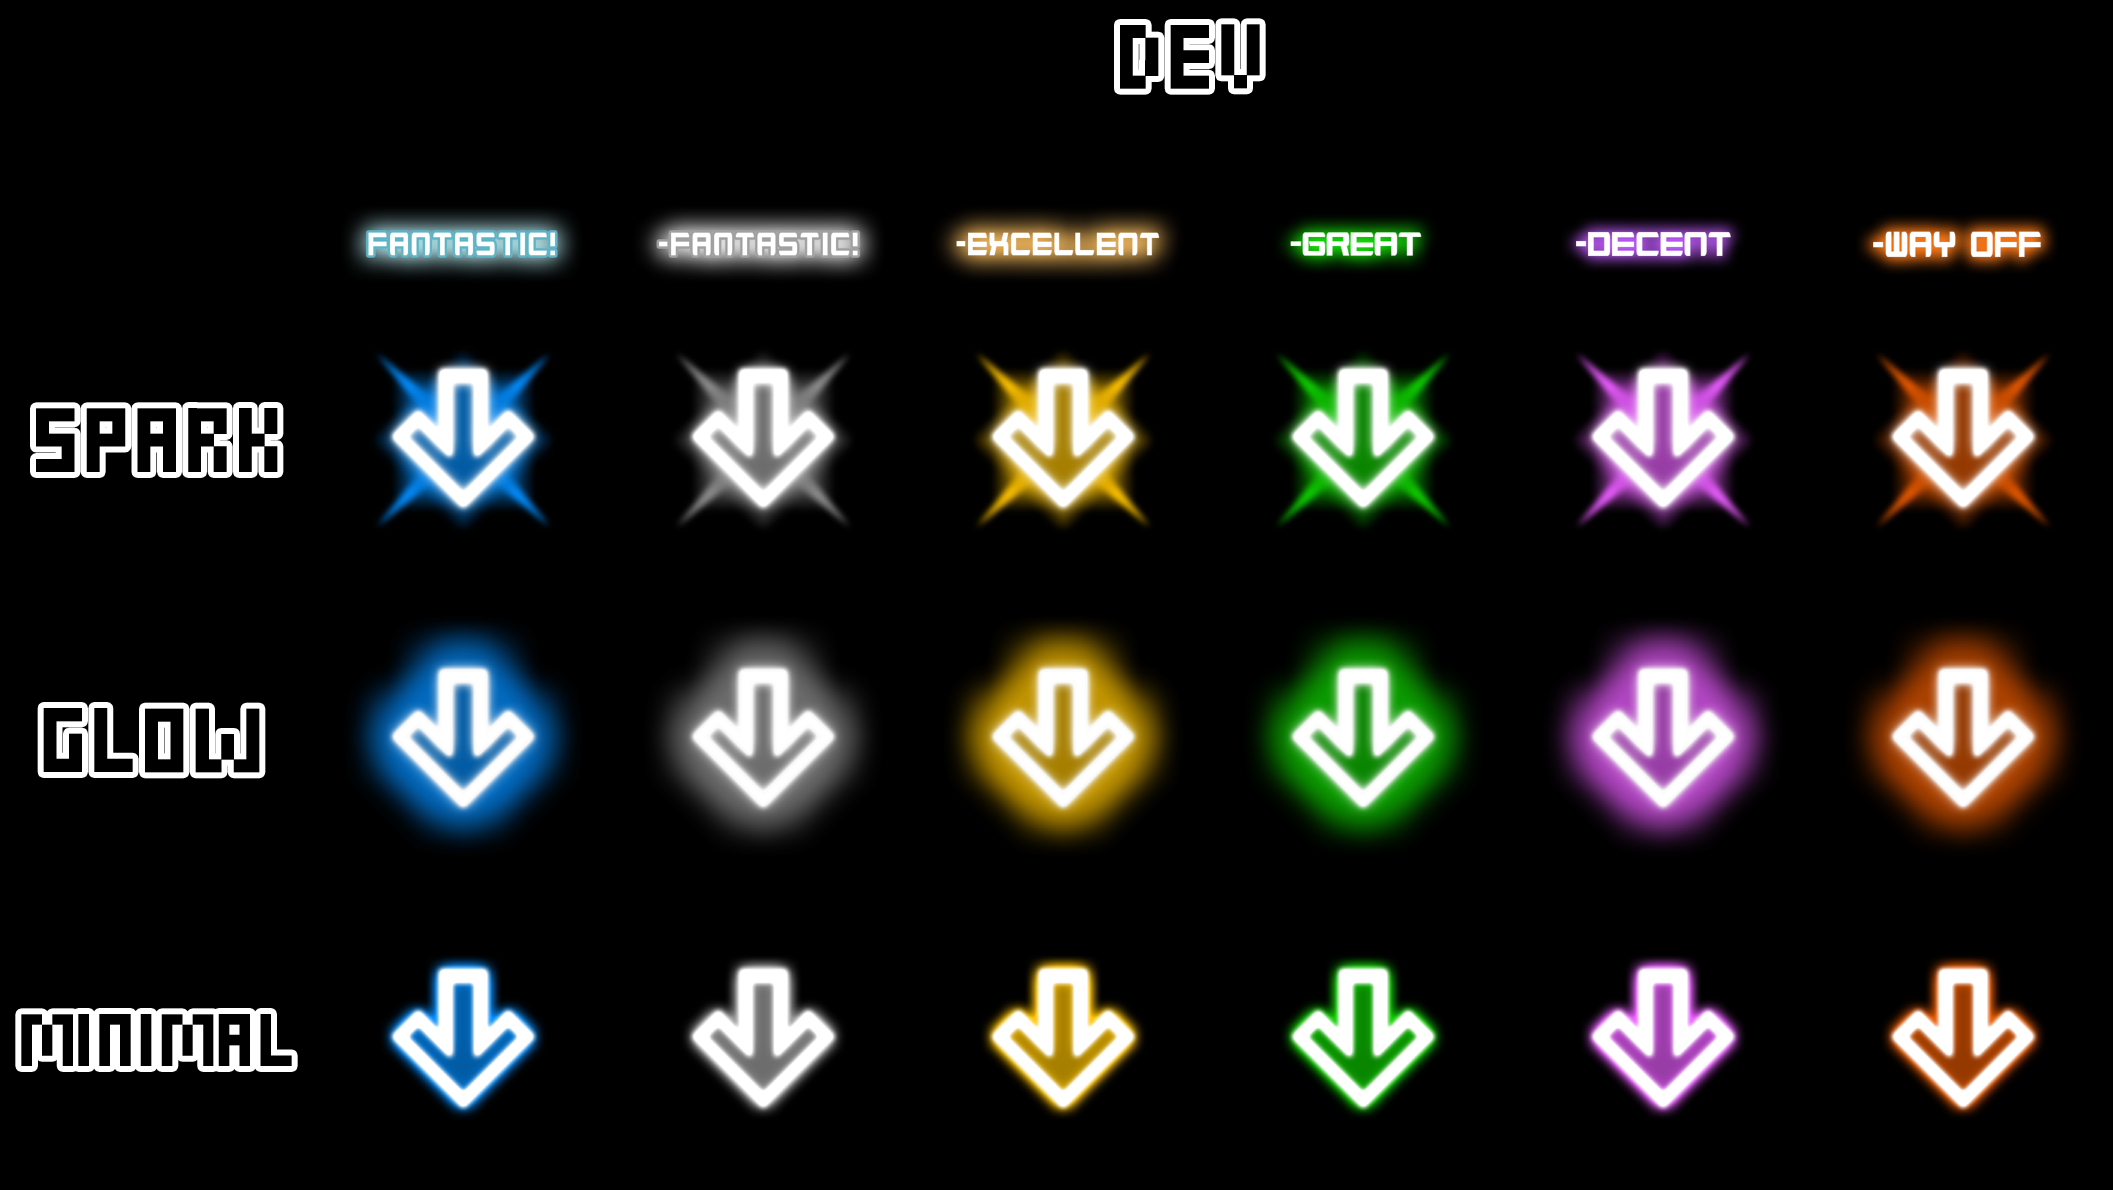 DEV
FANTASTIC! -FANTASTIC! -EXCELLENT -GREAT -DECENT -WAY OFF
SPARK
GLOW
MINIMAL